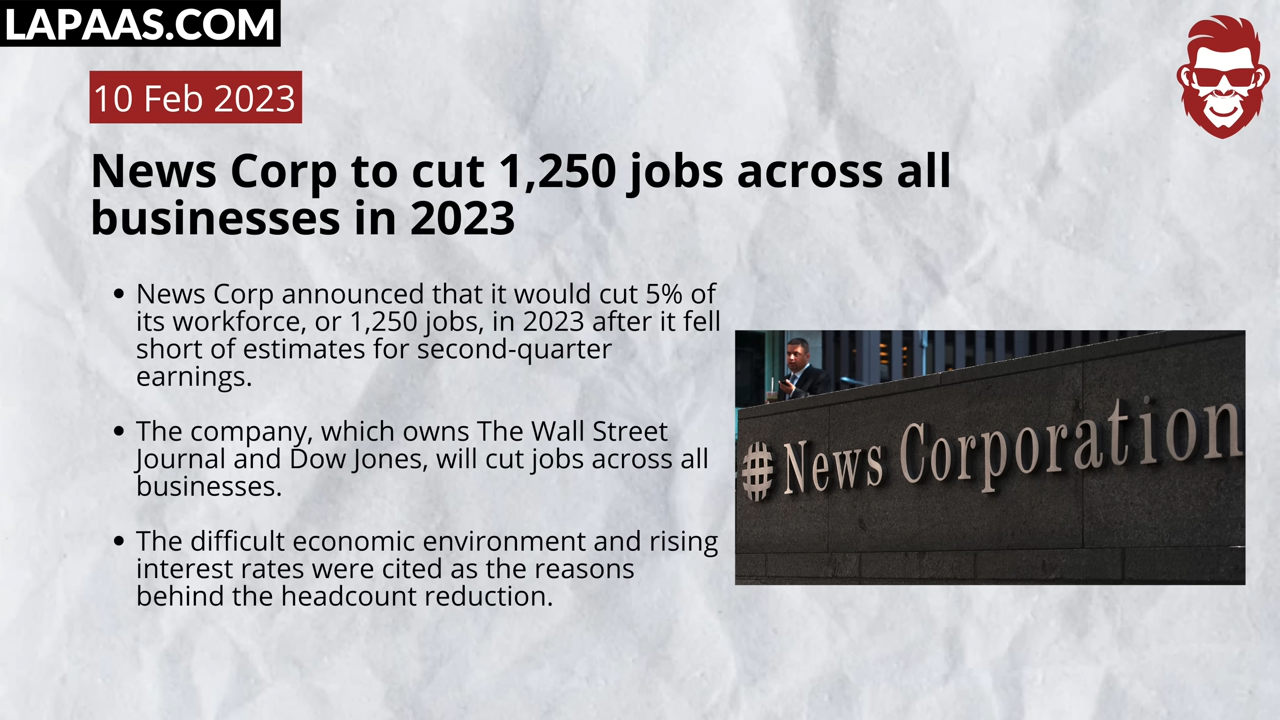 LAPAAS.COM
10 Feb 2023
News Corp to cut 1,250 jobs across all
businesses in 2023
• News Corp announced that it would cut 5% of
its workforce, or 1,250 jobs, in 2023 after it fell
short of estimates for second-quarter
earnings.
• The company, which owns The Wall Street
Journal and Dow Jones, will cut jobs across all
businesses.
• The difficult economic environment and rising
interest rates were cited as the reasons
behind the headcount reduction.
News Corporation